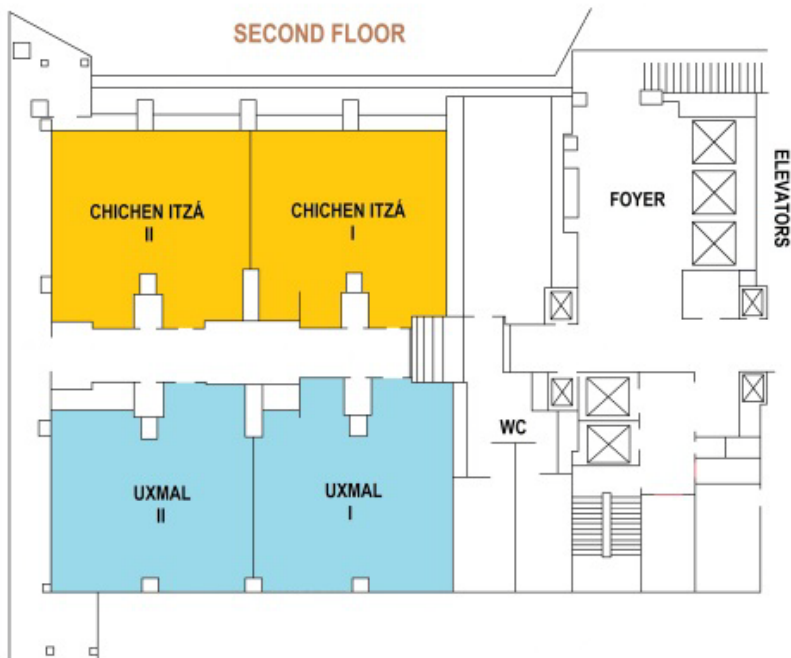 SECOND FLOOR
CHICHEN ITZÁ
II
CHICHEN ITZÁ
I
FOYER
ELEVATORS
WC
UXMAL
II
UXMAL
I